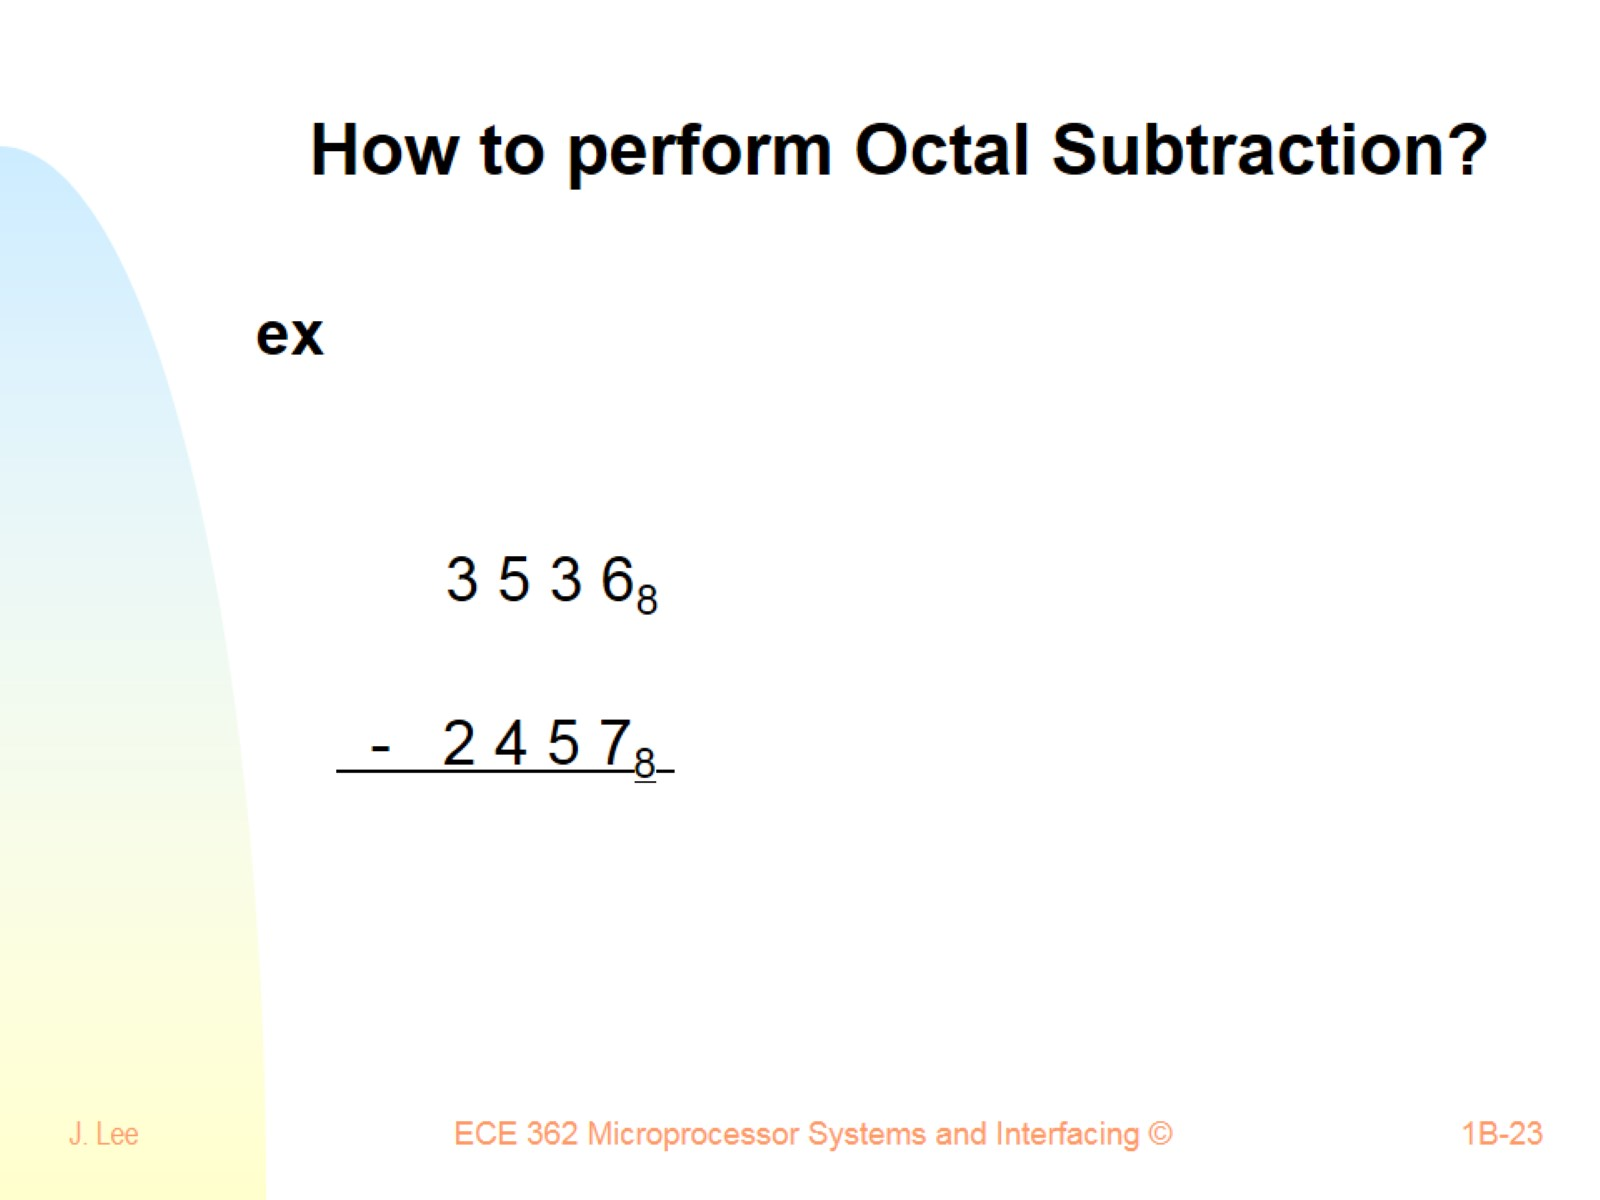 How to perform Octal Subtraction?
ex
3 5 3 6₈
- 2 4 5 7₈
J. Lee
ECE 362 Microprocessor Systems and Interfacing ©
1B-23